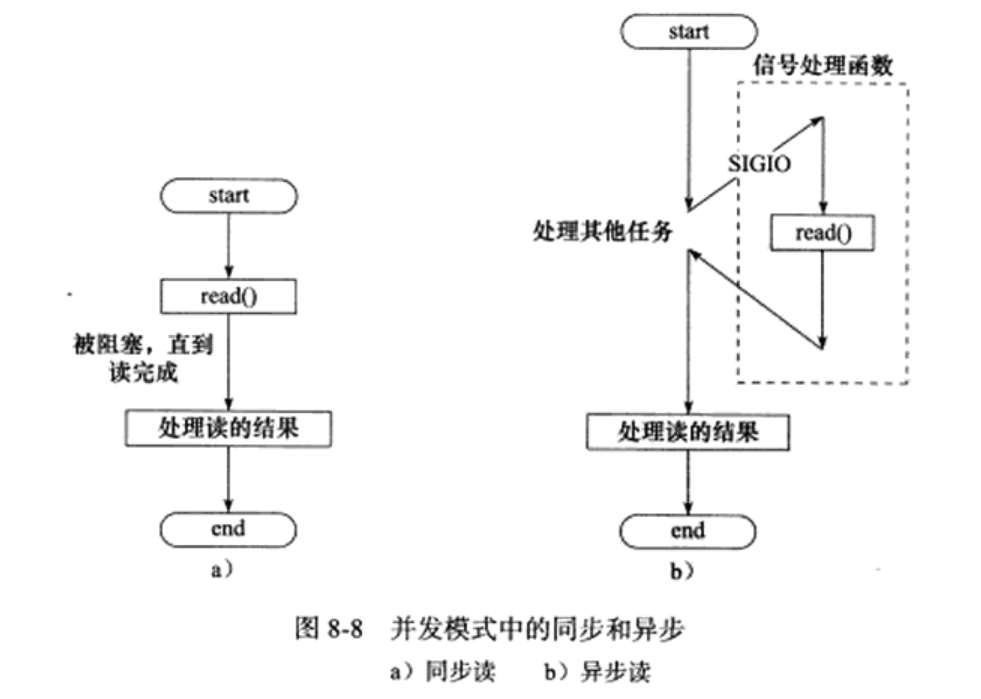 start
read()
被阻塞，直到
读完成
处理读的结果
end
a）
start
信号处理函数
SIGIO
处理其他任务
read()
处理读的结果
end
b）
图 8-8 并发模式中的同步和异步
a）同步读 b）异步读